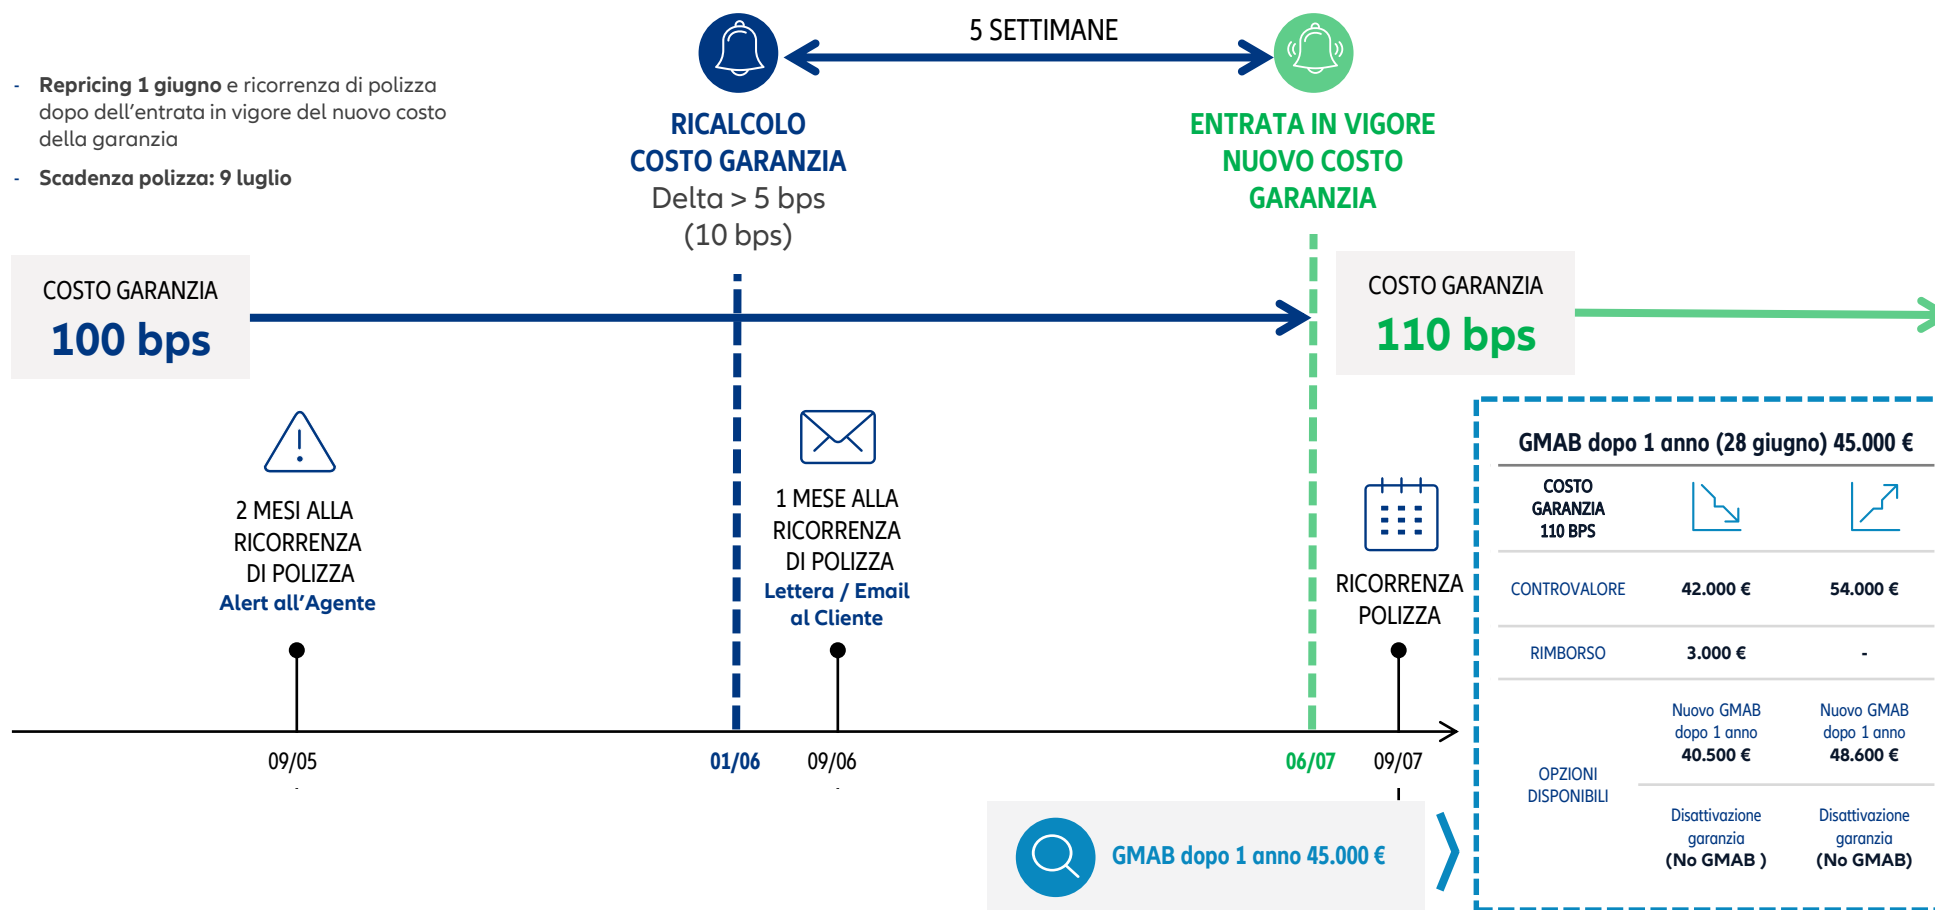 5 SETTIMANE
- Repricing 1 giugno e ricorrenza di polizza
dopo dell'entrata in vigore del nuovo costo
della garanzia
- Scadenza polizza: 9 luglio
RICALCOLO
COSTO GARANZIA
Delta > 5 bps
(10 bps)
ENTRATA IN VIGORE
NUOVO COSTO
GARANZIA
COSTO GARANZIA
100 bps
COSTO GARANZIA
110 bps
2 MESI ALLA
RICORRENZA
DI POLIZZA
Alert all'Agente
1 MESE ALLA
RICORRENZA
DI POLIZZA
Lettera / Email
al Cliente
RICORRENZA
POLIZZA
09/05
01/06
09/06
06/07
09/07
GMAB dopo 1 anno 45.000 €
GMAB dopo 1 anno (28 giugno) 45.000 €
COSTO
GARANZIA
110 BPS
CONTROVALORE 42.000 € 54.000 €
RIMBORSO 3.000 € -
OPZIONI
DISPONIBILI
Nuovo GMAB
dopo 1 anno
40.500 €
Nuovo GMAB
dopo 1 anno
48.600 €
Disattivazione
garanzia
(No GMAB )
Disattivazione
garanzia
(No GMAB)